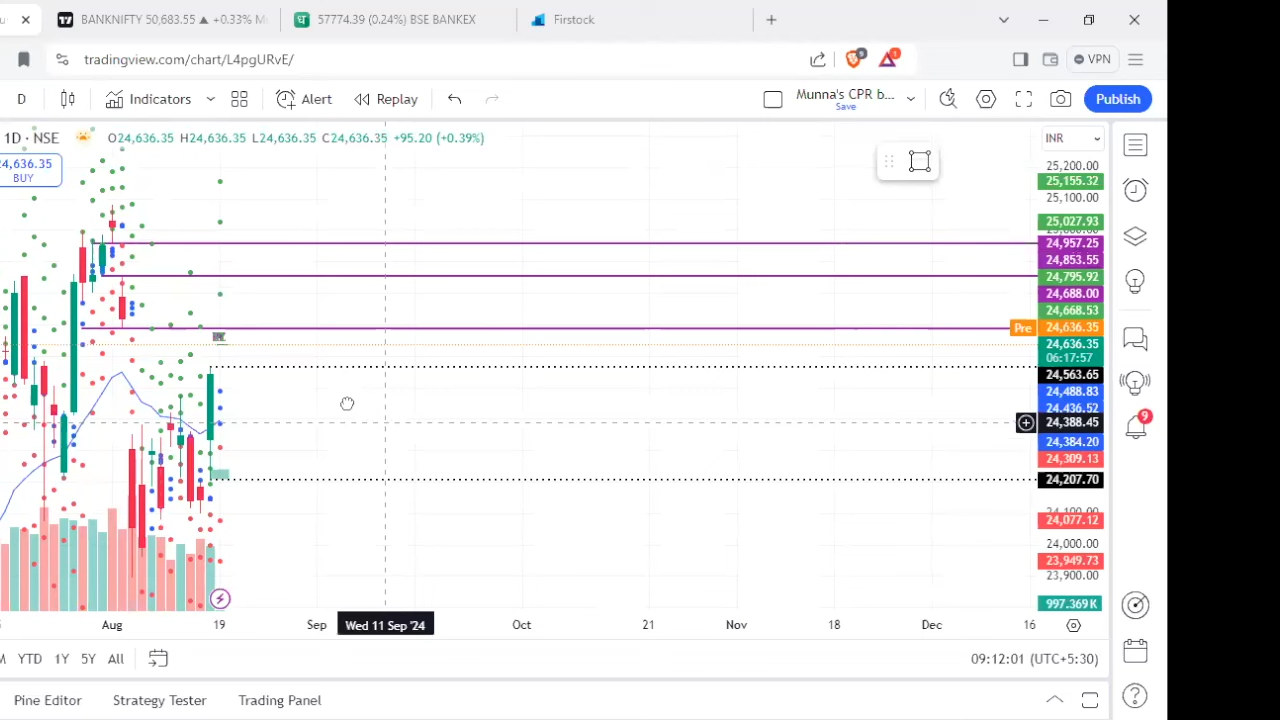 BANKNIFTY 50,683.55 ▲ +0.33%
57774.39 (0.24%) BSE BANKEX
Firstock
tradingview.com/chart/L4pgURvE/
VPN
D
Indicators
Alert
Replay
Munna's CPR b...
Save
Publish
1D · NSE
O24,636.35 H24,636.35 L24,636.35 C24,636.35 +95.20 (+0.39%)
INR
24,636.35
BUY
25,200.00
25,155.32
25,100.00
25,027.93
24,957.25
24,853.55
24,795.92
24,688.00
24,668.53
Pre
24,636.35
24,636.35
06:17:57
24,563.65
24,488.83
24,436.52
24,388.45
24,384.20
24,309.13
24,207.70
24,100.00
24,077.12
24,000.00
23,949.73
23,900.00
997.369K
9
Aug
19
Sep
Wed 11 Sep '24
Oct
21
Nov
18
Dec
16
M
YTD
1Y
5Y
All
09:12:01 (UTC+5:30)
Pine Editor
Strategy Tester
Trading Panel